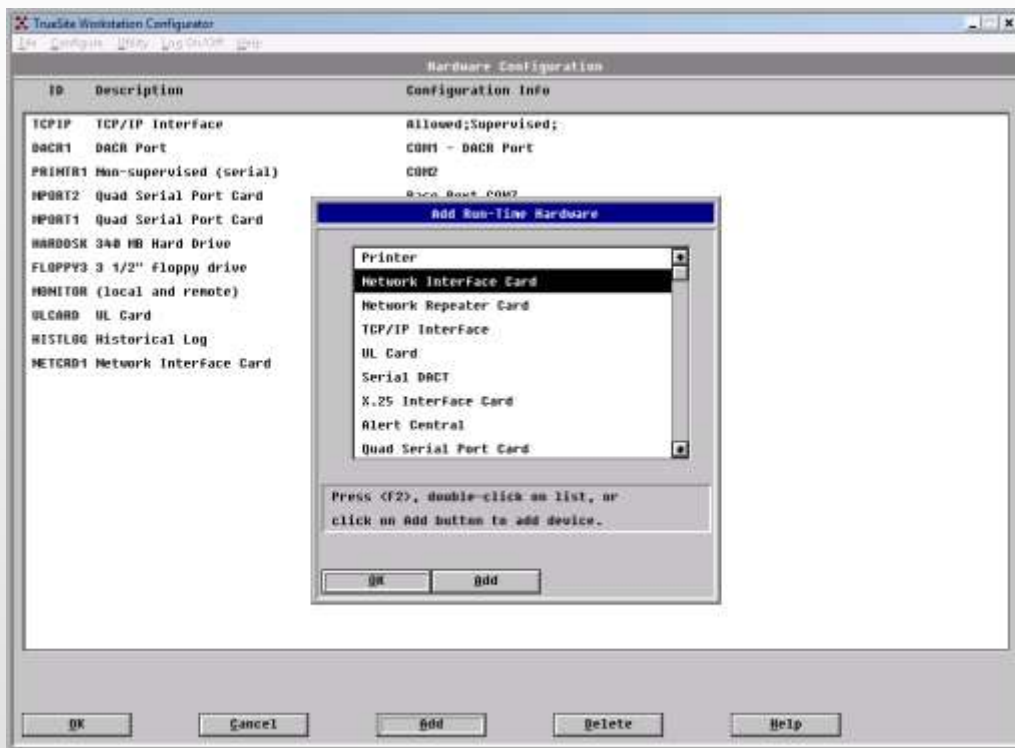 TrueSite Workstation Configurator
File Configure Utility Log On/Off Help
Hardware Configuration
ID Description Configuration Info
TCPIP TCP/IP Interface Allowed;Supervised;
DACR1 DACR Port COM1 - DACR Port
PRINTR1 Non-supervised (serial) COM2
MPORT2 Quad Serial Port Card Base Port COM7
MPORT1 Quad Serial Port Card
HARDDSK 340 MB Hard Drive
FLOPPY3 3 1/2" floppy drive
MONITOR (local and remote)
ULCARD UL Card
HISTLOG Historical Log
NETCRD1 Network Interface Card
Add Run-Time Hardware
Printer
Network Interface Card
Network Repeater Card
TCP/IP Interface
UL Card
Serial DACT
X.25 Interface Card
Alert Central
Quad Serial Port Card
Press <F2>, double-click on list, or
click on Add button to add device.
OK Add
OK Cancel Add Delete Help